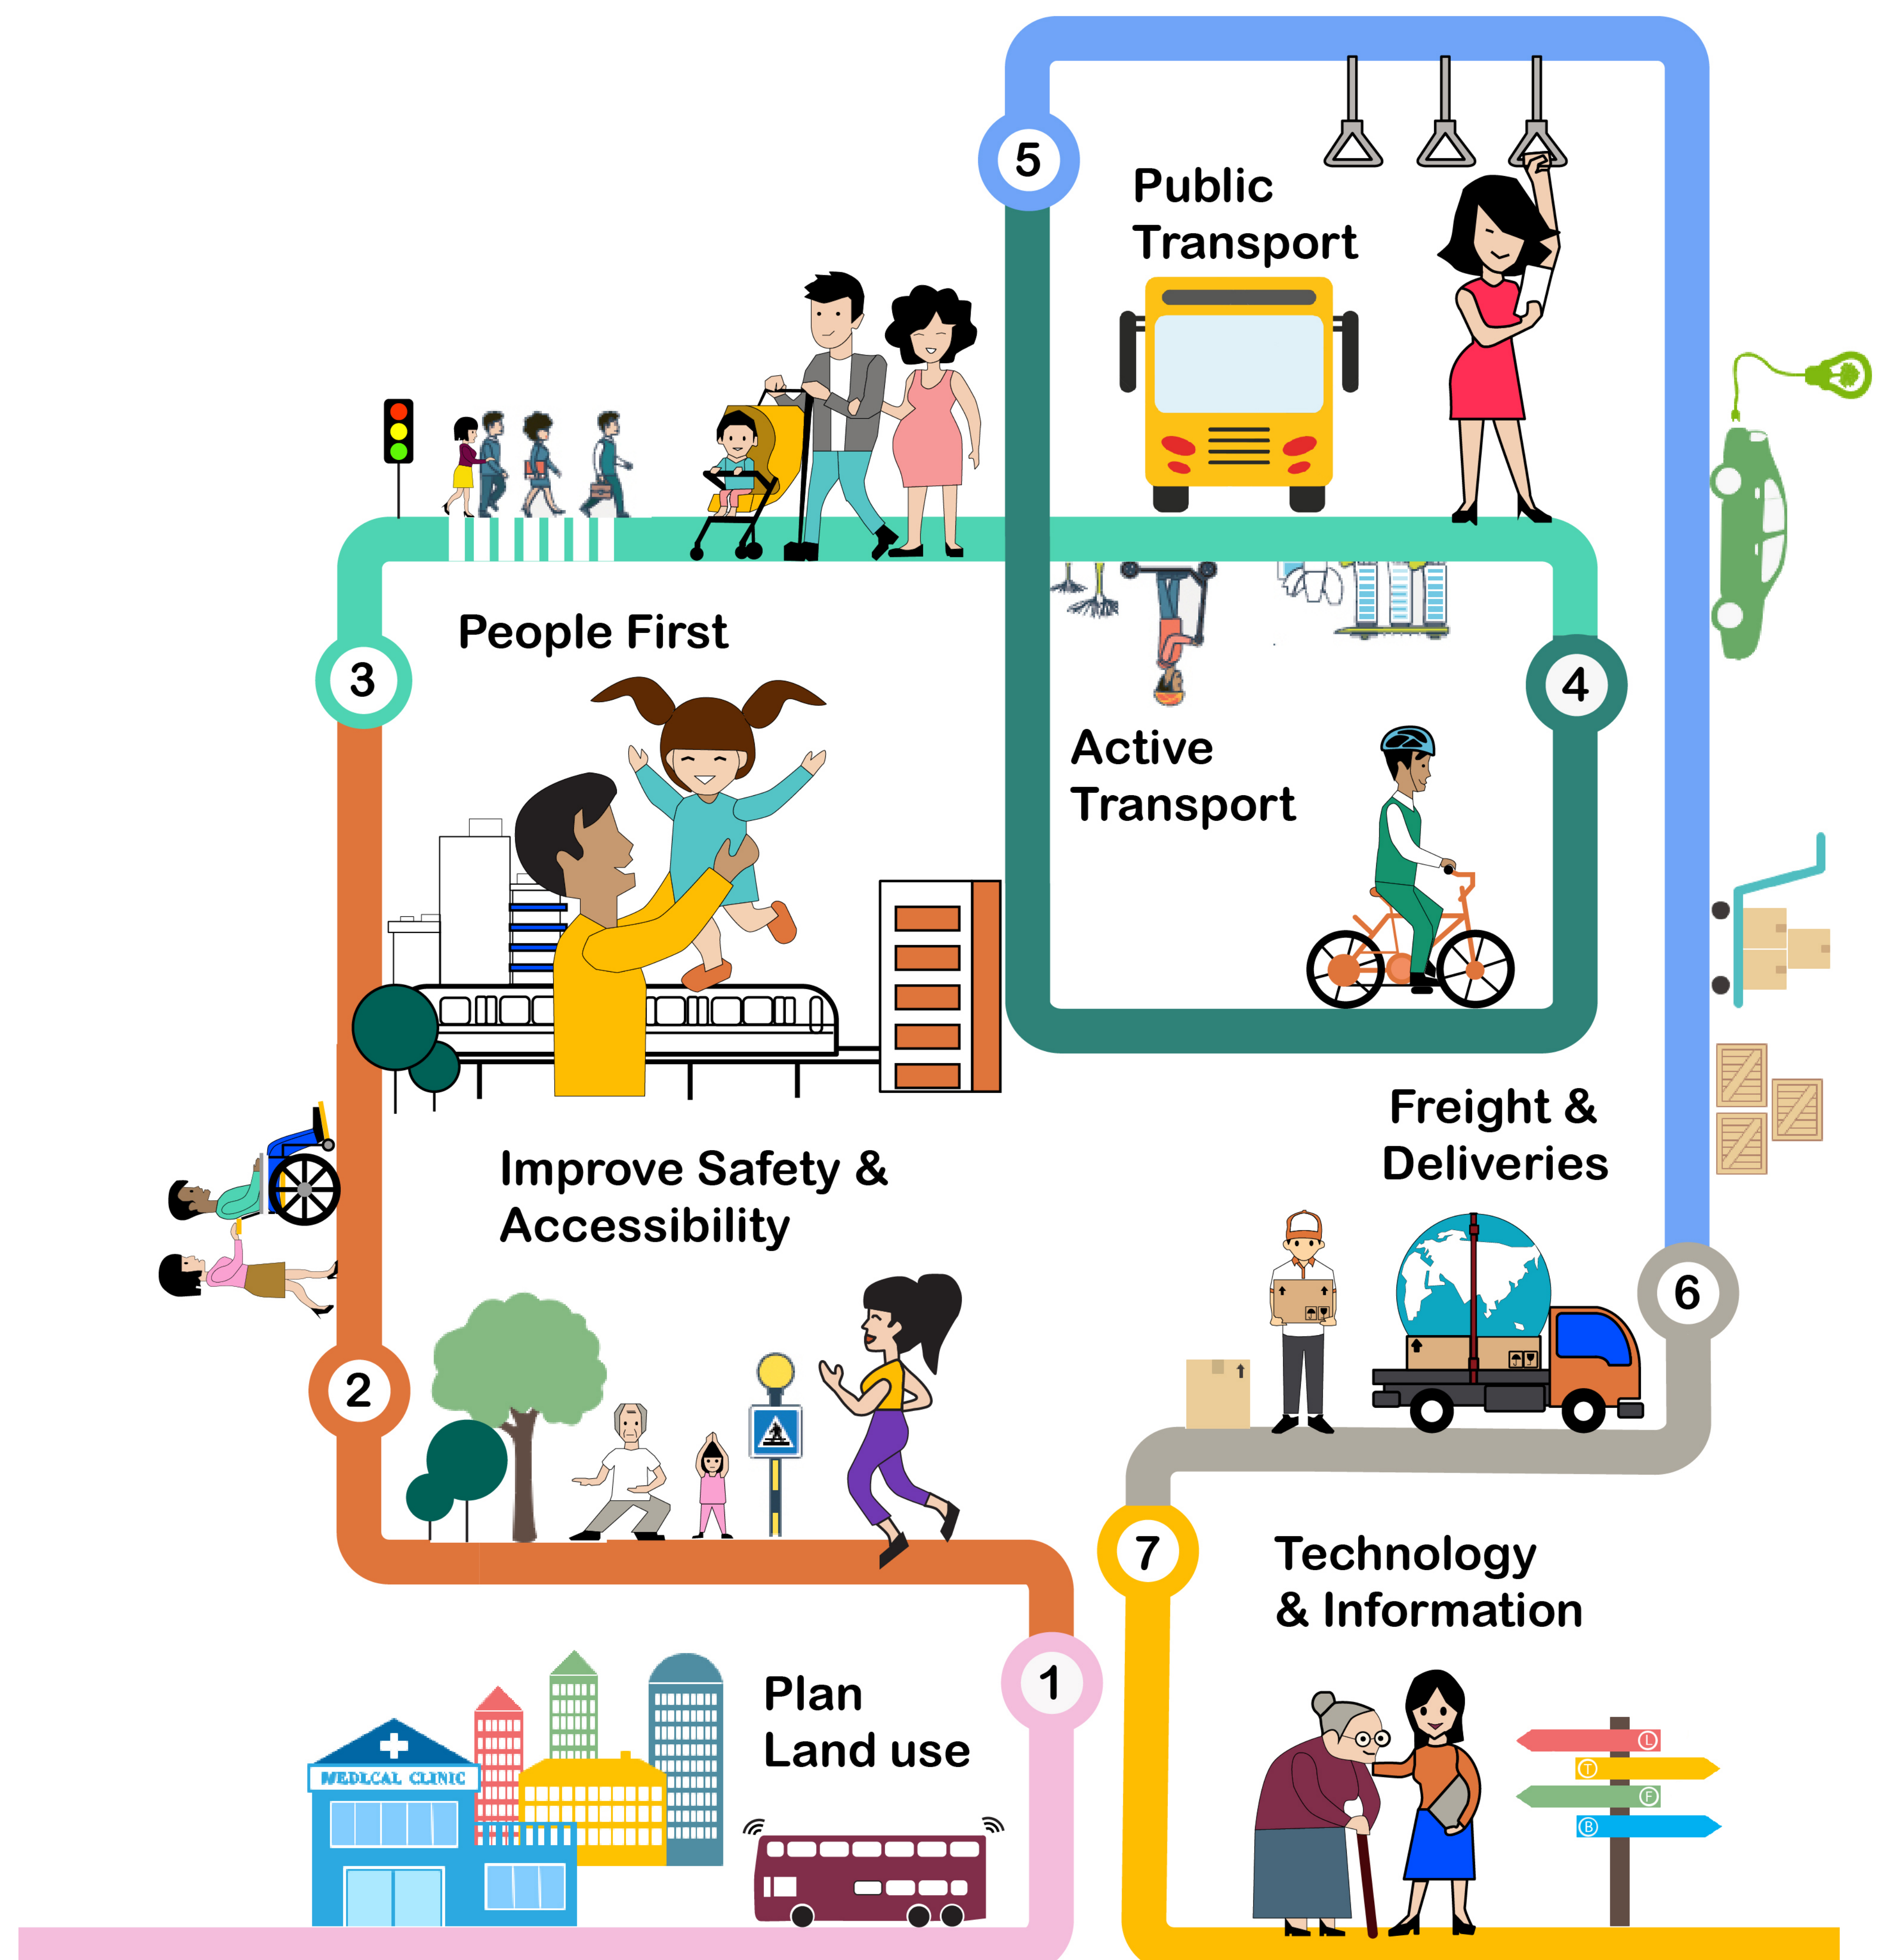 5
Public
Transport
People First
3
4
Active
Transport
Freight &
Deliveries
Improve Safety &
Accessibility
6
2
7
Technology
& Information
1
Plan
Land use
MEDLCAL CLINIC
L
T
F
B